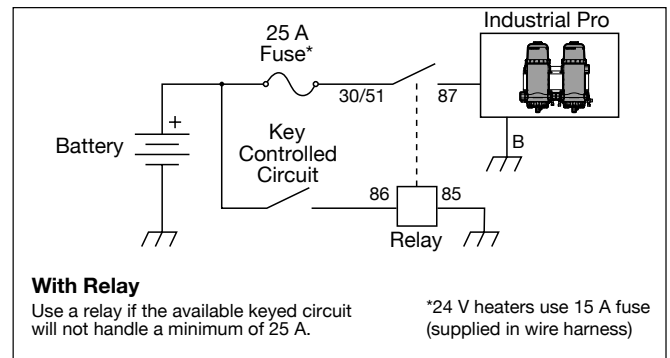 Industrial Pro
25 A
Fuse*
30/51
87
B
+
Battery
Key
Controlled
Circuit
86
85
Relay
With Relay
Use a relay if the available keyed circuit
will not handle a minimum of 25 A.
*24 V heaters use 15 A fuse
(supplied in wire harness)